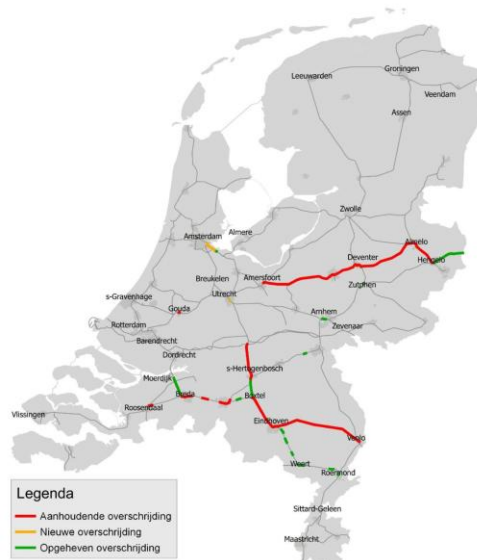 Leeuwarden
Groningen
Veendam
Assen
Zwolle
Amsterdam
Almere
Almelo
Deventer
Hengelo
Breukelen
Amersfoort
Zutphen
s-Gravenhage
Utrecht
Gouda
Arnhem
Rotterdam
Zevenaar
Barendrecht
Dordrecht
s-Hertogenbosch
Moerdijk
Breda
Boxtel
Roosendaal
Vlissingen
Eindhoven
Venlo
Weert
Roermond
Sittard-Geleen
Maastricht
Legenda
Aanhoudende overschrijding
Nieuwe overschrijding
Opgeheven overschrijding